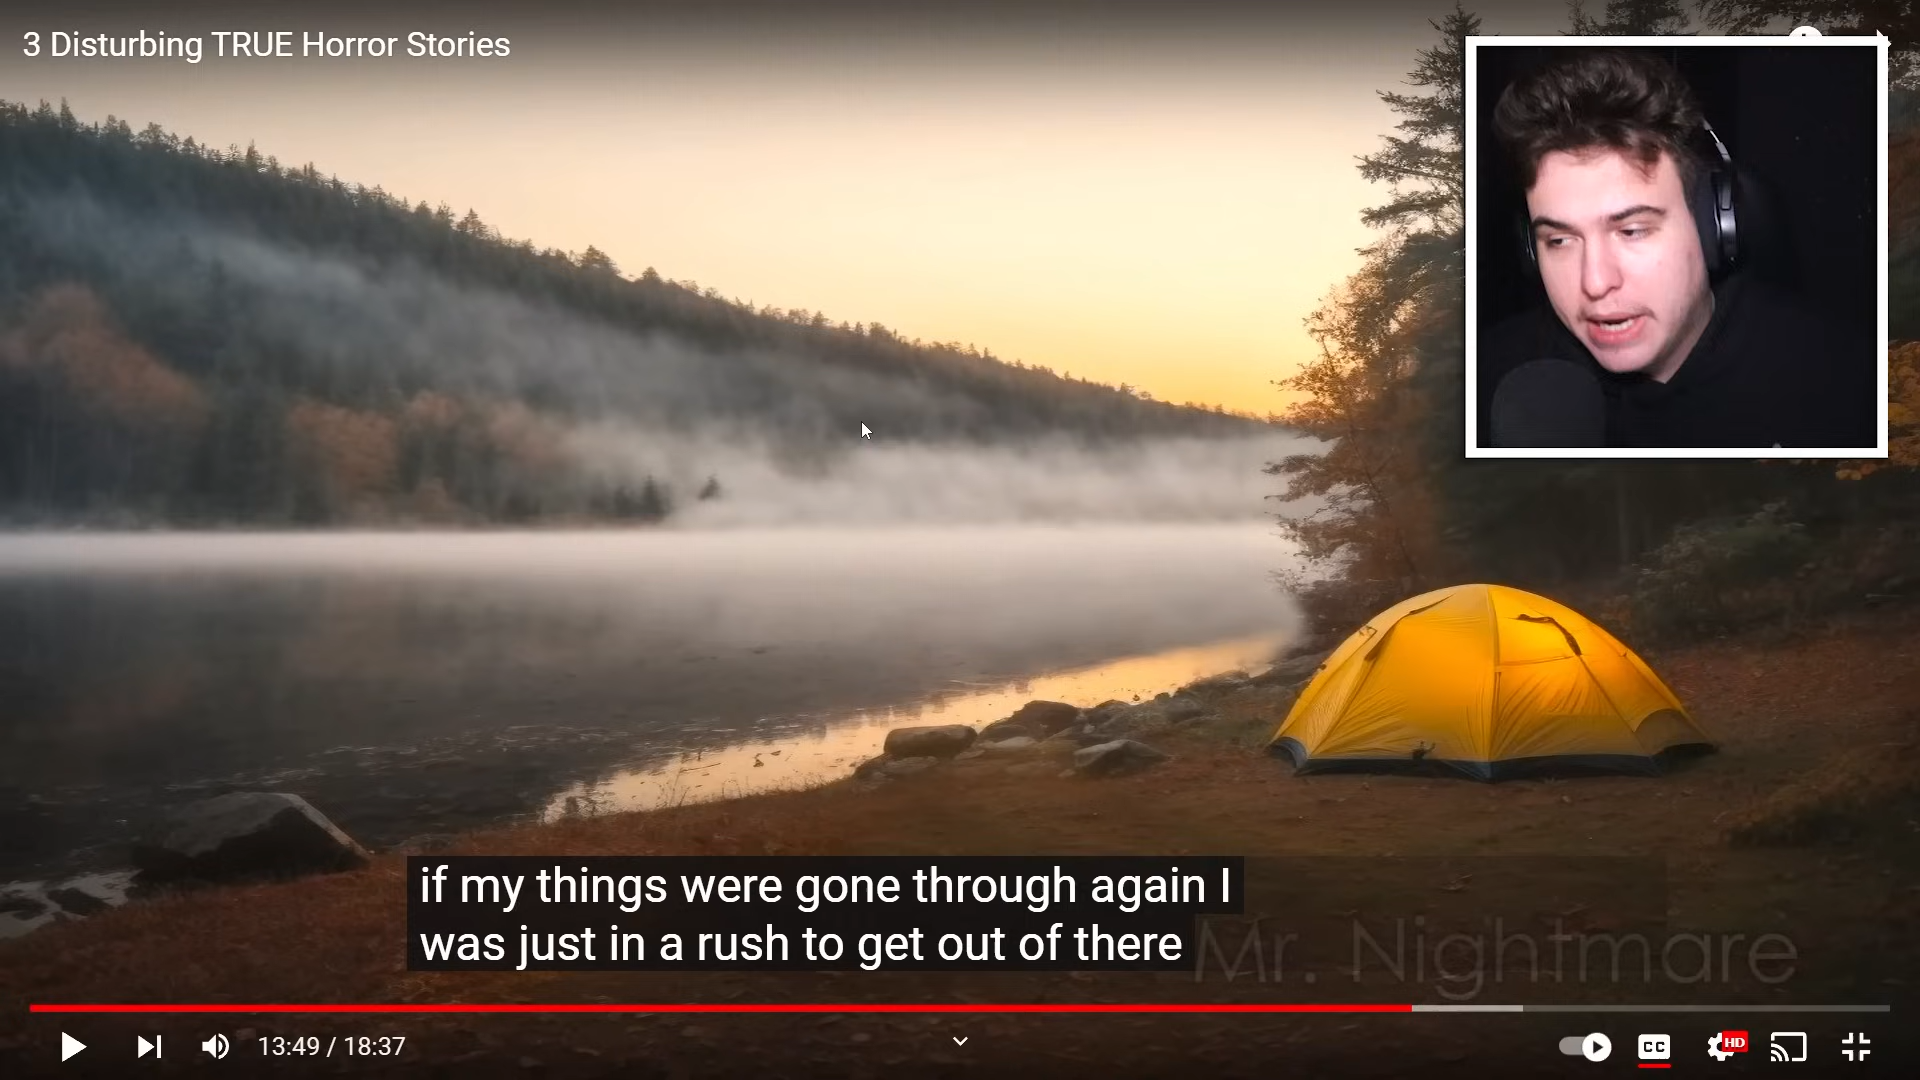 3 Disturbing TRUE Horror Stories
if my things were gone through again I
was just in a rush to get out of there
Mr. Nightmare
13:49 / 18:37
CC
HD